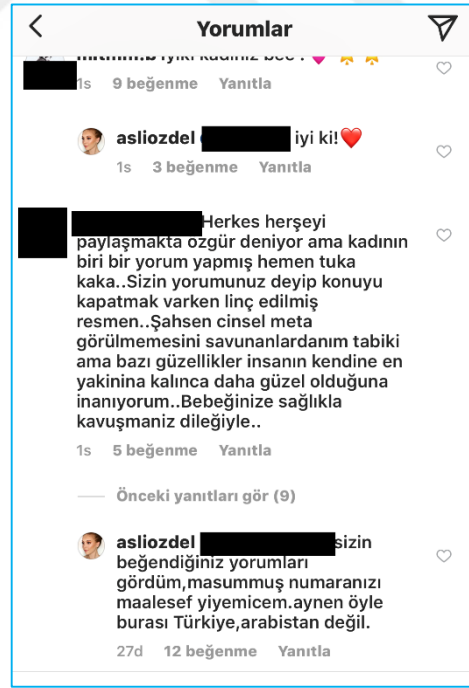 Yorumlar
iyiki kadınız bee !
1s 9 beğenme Yanıtla
asliozdel iyi ki!❤️
1s 3 beğenme Yanıtla
Herkes herşeyi
paylaşmakta özgür deniyor ama kadının
biri bir yorum yapmış hemen tuka
kaka..Sizin yorumunuz deyip konuyu
kapatmak varken linç edilmiş
resmen..Şahsen cinsel meta
görülmemesini savunanlardanım tabiki
ama bazı güzellikler insanın kendine en
yakinina kalınca daha güzel olduğuna
inanıyorum..Bebeğinize sağlıkla
kavuşmaniz dileğiyle..
1s 5 beğenme Yanıtla
Önceki yanıtları gör (9)
asliozdel sizin
beğendiğiniz yorumları
gördüm,masummuş numaranızı
maalesef yiyemicem.aynen öyle
burası Türkiye,arabistan değil.
27d 12 beğenme Yanıtla